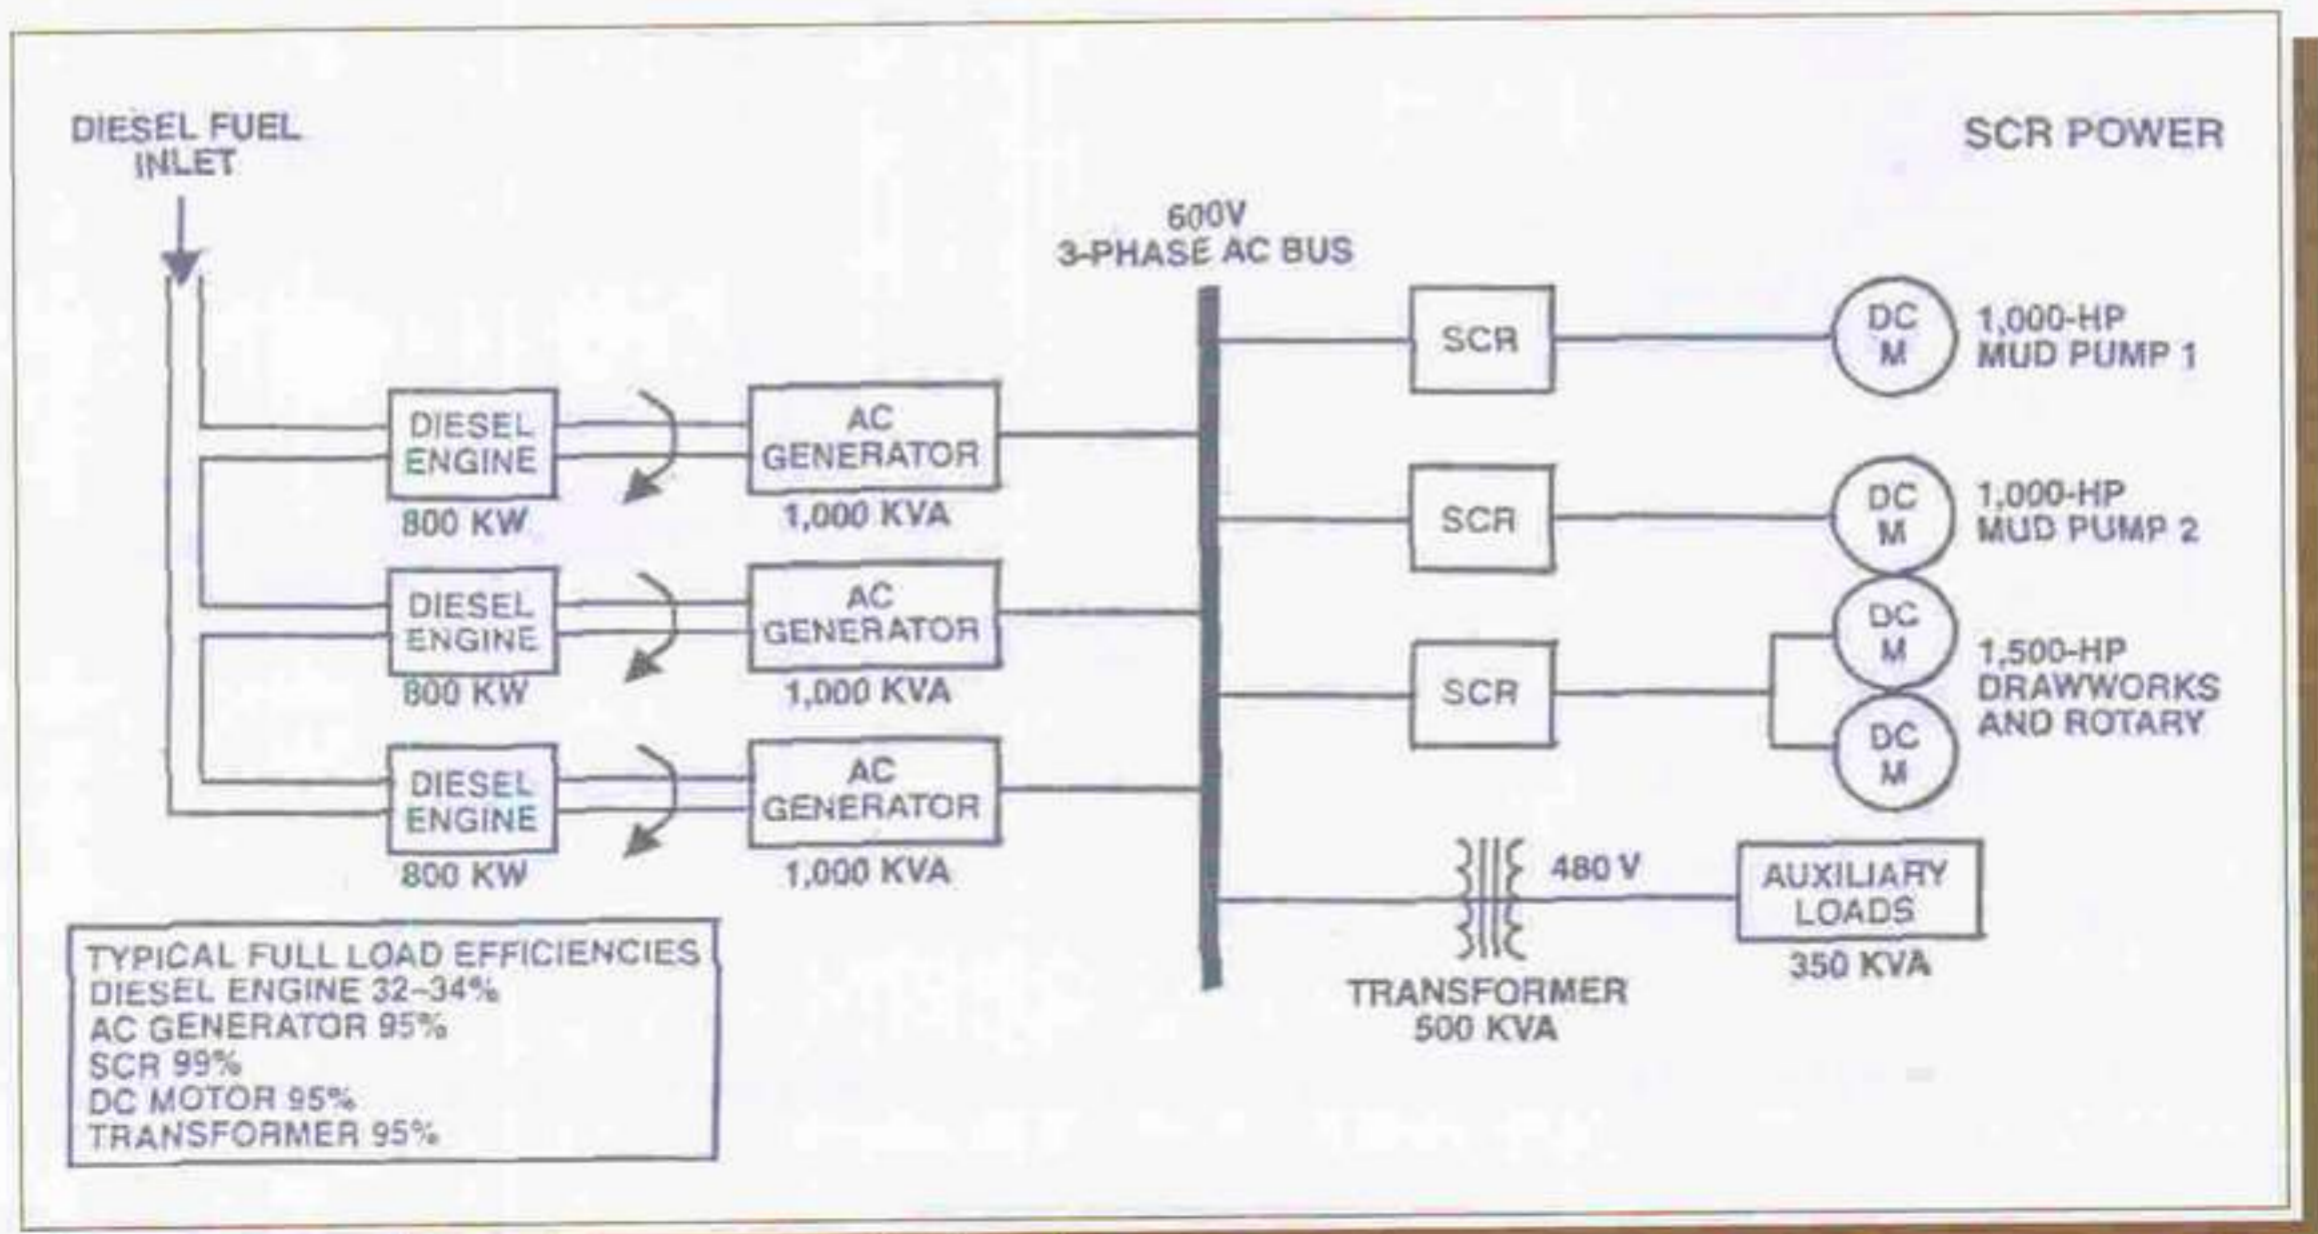 DIESEL FUEL
INLET
SCR POWER
600V
3-PHASE AC BUS
SCR
DC
M
1,000-HP
MUD PUMP 1
DIESEL
ENGINE
800 KW
AC
GENERATOR
1,000 KVA
SCR
DC
M
1,000-HP
MUD PUMP 2
DIESEL
ENGINE
800 KW
AC
GENERATOR
1,000 KVA
SCR
DC
M
DC
M
1,500-HP
DRAWWORKS
AND ROTARY
DIESEL
ENGINE
800 KW
AC
GENERATOR
1,000 KVA
480 V
AUXILIARY
LOADS
350 KVA
TRANSFORMER
500 KVA
TYPICAL FULL LOAD EFFICIENCIES
DIESEL ENGINE 32–34%
AC GENERATOR 95%
SCR 99%
DC MOTOR 95%
TRANSFORMER 95%